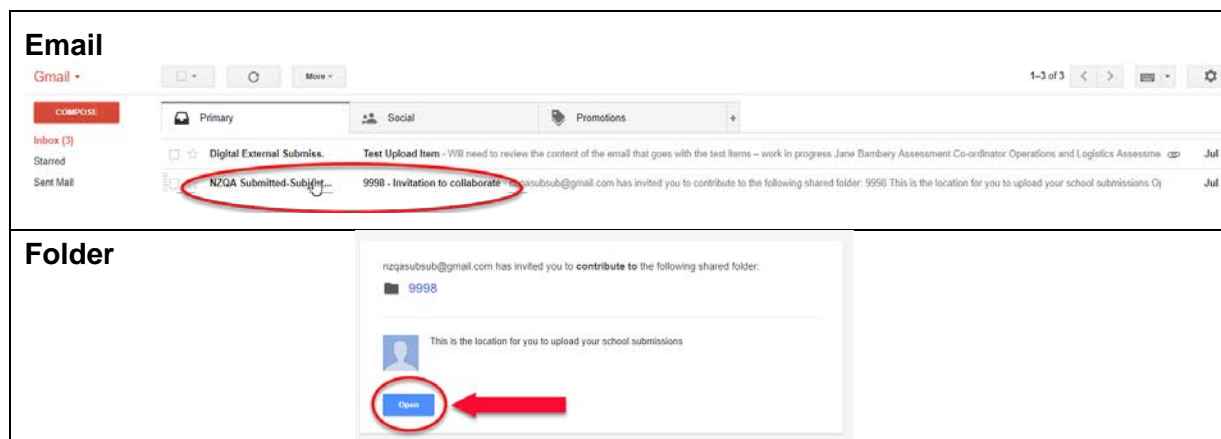 Email
Gmail
More
1–3 of 3
COMPOSE
Primary
Social
Promotions
+
Inbox (3)
Digital External Submiss. Test Upload Item - Will need to review the content of the email that goes with the test items – work in progress Jane Bambery Assessment Co-ordinator Operations and Logistics Assessme Jul
Starred
NZQA Submitted-Subject... 9998 - Invitation to collaborate - nzqasubsub@gmail.com has invited you to contribute to the following shared folder: 9998 This is the location for you to upload your school submissions Oj Jul
Sent Mail
Folder
nzqasubsub@gmail.com has invited you to contribute to the following shared folder:
9998
This is the location for you to upload your school submissions
Open